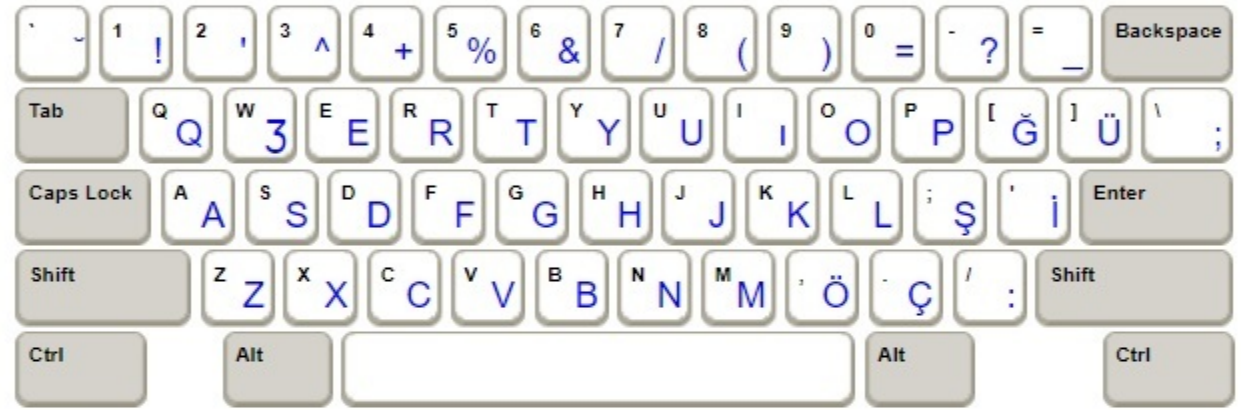 ` ˘ 1 ! 2 ' 3 ^ 4 + 5 % 6 & 7 / 8 ( 9 ) 0 = - ? = _ Backspace
Tab Q Q W Ʒ E E R R T T Y Y U U I ı O O P P [ Ğ ] Ü \ ;
Caps Lock A A S S D D F F G G H H J J K K L L ; Ş ' İ Enter
Shift Z Z X X C C V V B B N N M M , Ö . Ç / : Shift
Ctrl Alt Alt Ctrl